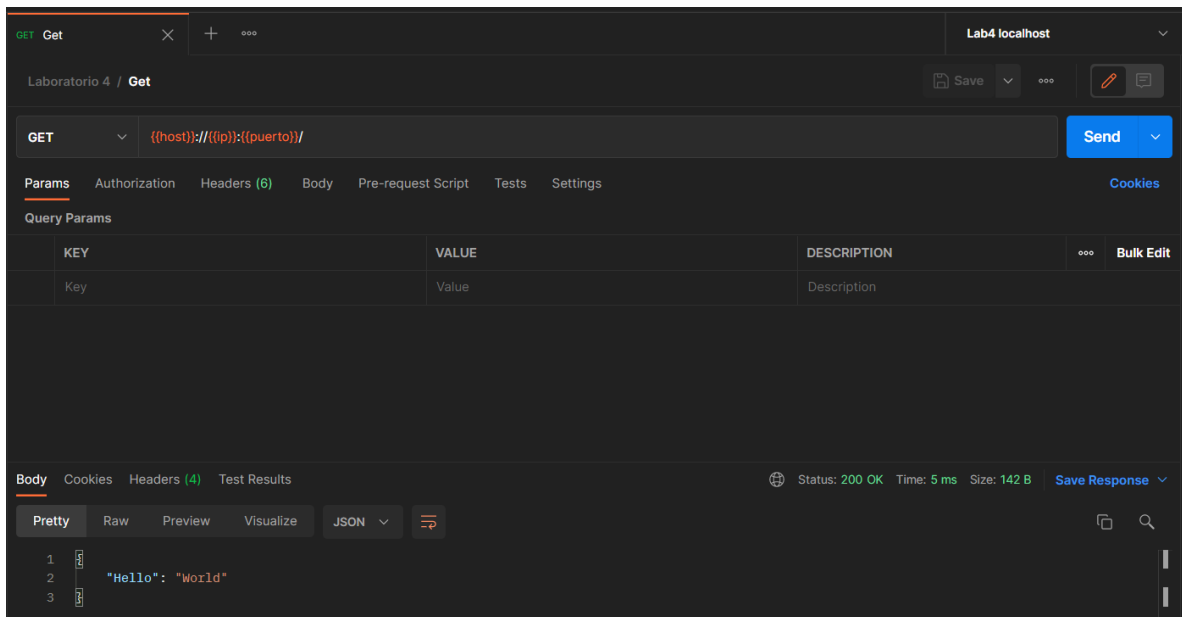 GET Get Lab4 localhost
Laboratorio 4 / Get Save
GET {{host}}://{{ip}}:{{puerto}}/ Send
Params Authorization Headers (6) Body Pre-request Script Tests Settings Cookies
Query Params
KEY VALUE DESCRIPTION Bulk Edit
Key Value Description
Body Cookies Headers (4) Test Results Status: 200 OK Time: 5 ms Size: 142 B Save Response
Pretty Raw Preview Visualize JSON
1 {
2 "Hello": "World"
3 }